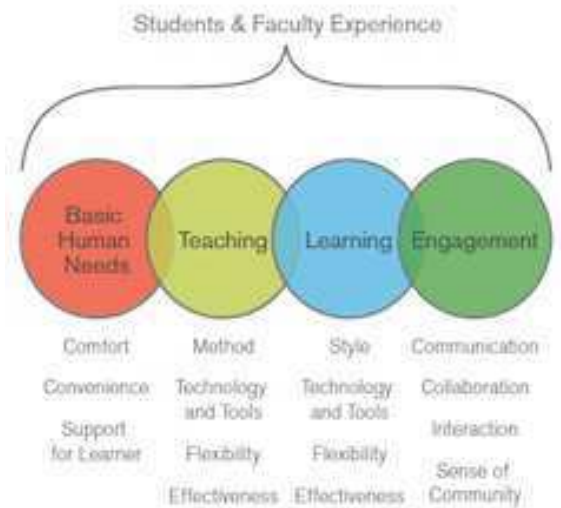 Students & Faculty Experience
Basic
Human
Needs
Teaching
Learning
Engagement
Comfort
Convenience
Support
for Learner
Method
Technology
and Tools
Flexibility
Effectiveness
Style
Technology
and Tools
Flexibility
Effectiveness
Communication
Collaboration
Interaction
Sense of
Community